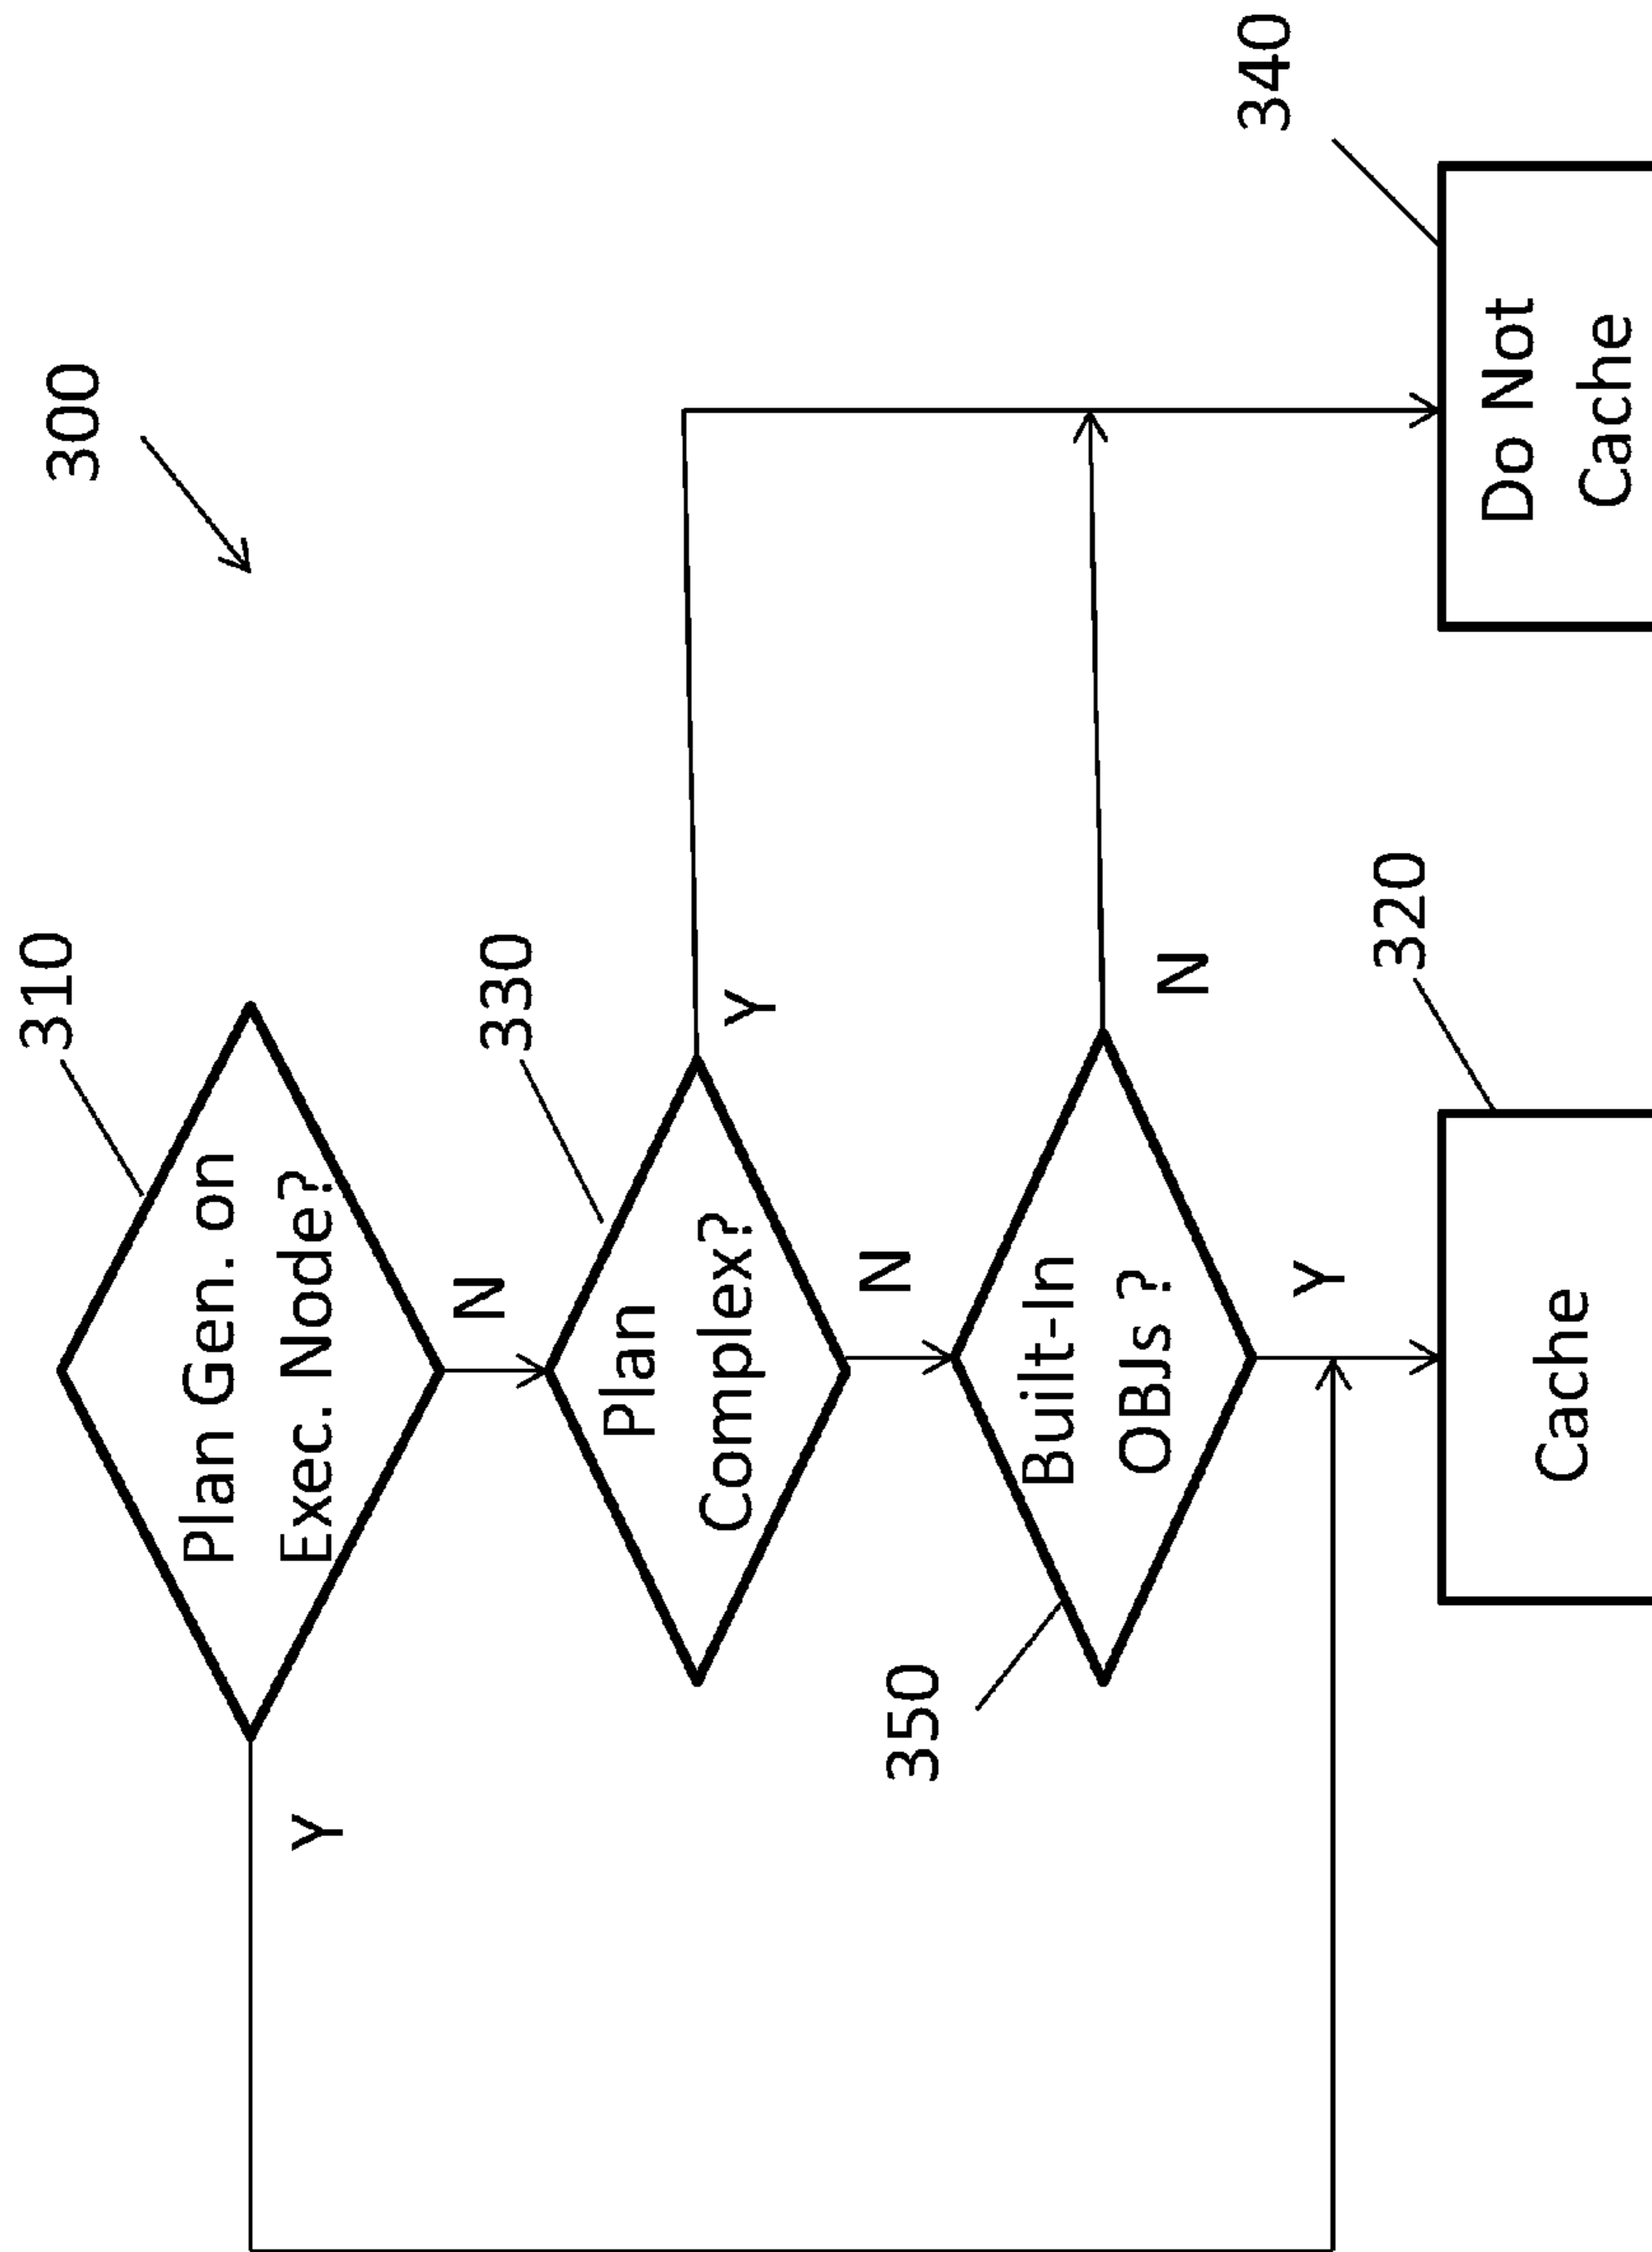 300
310
Plan Gen. on
Exec. Node?
Y
N
330
Plan
Complex?
Y
N
350
Built-In
OBJs ?
N
Y
320
Cache
340
Do Not
Cache